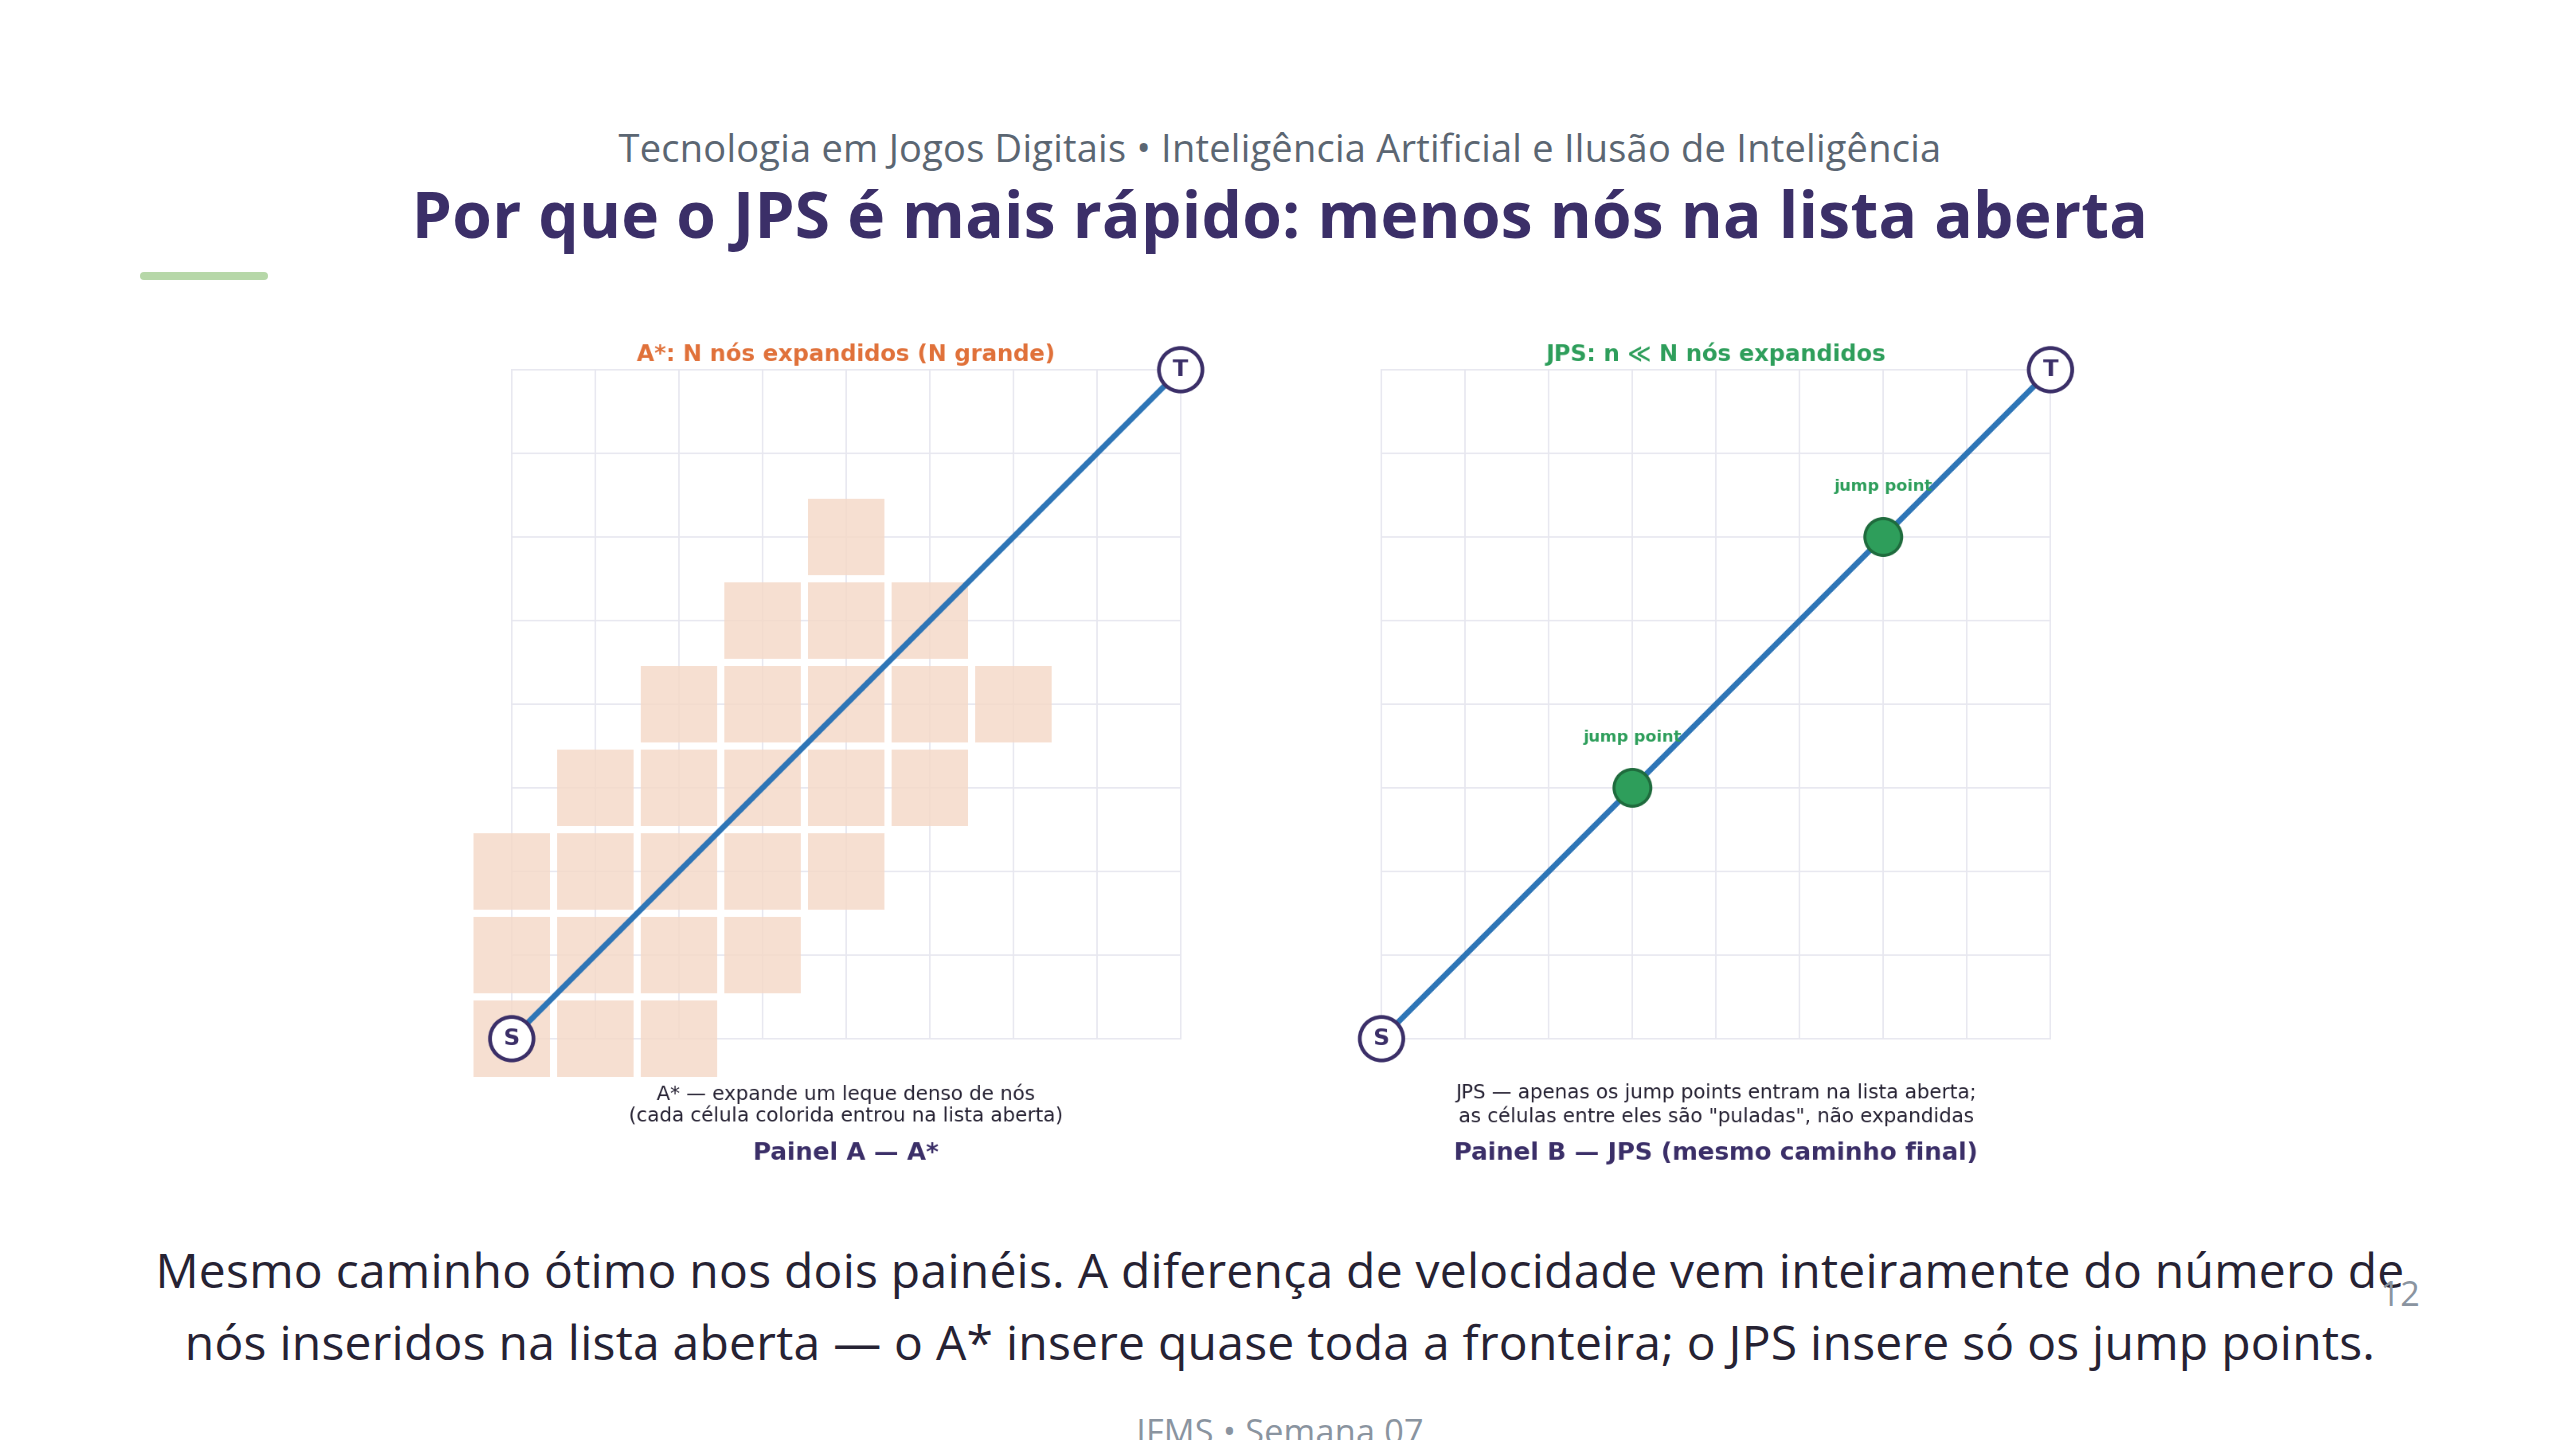 Tecnologia em Jogos Digitais • Inteligência Artificial e Ilusão de Inteligência
Por que o JPS é mais rápido: menos nós na lista aberta
A*: N nós expandidos (N grande)
T
S
A* — expande um leque denso de nós
(cada célula colorida entrou na lista aberta)
Painel A — A*
JPS: n ≪ N nós expandidos
T
jump point
jump point
S
JPS — apenas os jump points entram na lista aberta;
as células entre eles são "puladas", não expandidas
Painel B — JPS (mesmo caminho final)
Mesmo caminho ótimo nos dois painéis. A diferença de velocidade vem inteiramente do número de
nós inseridos na lista aberta — o A* insere quase toda a fronteira; o JPS insere só os jump points.
12
IFMS • Semana 07